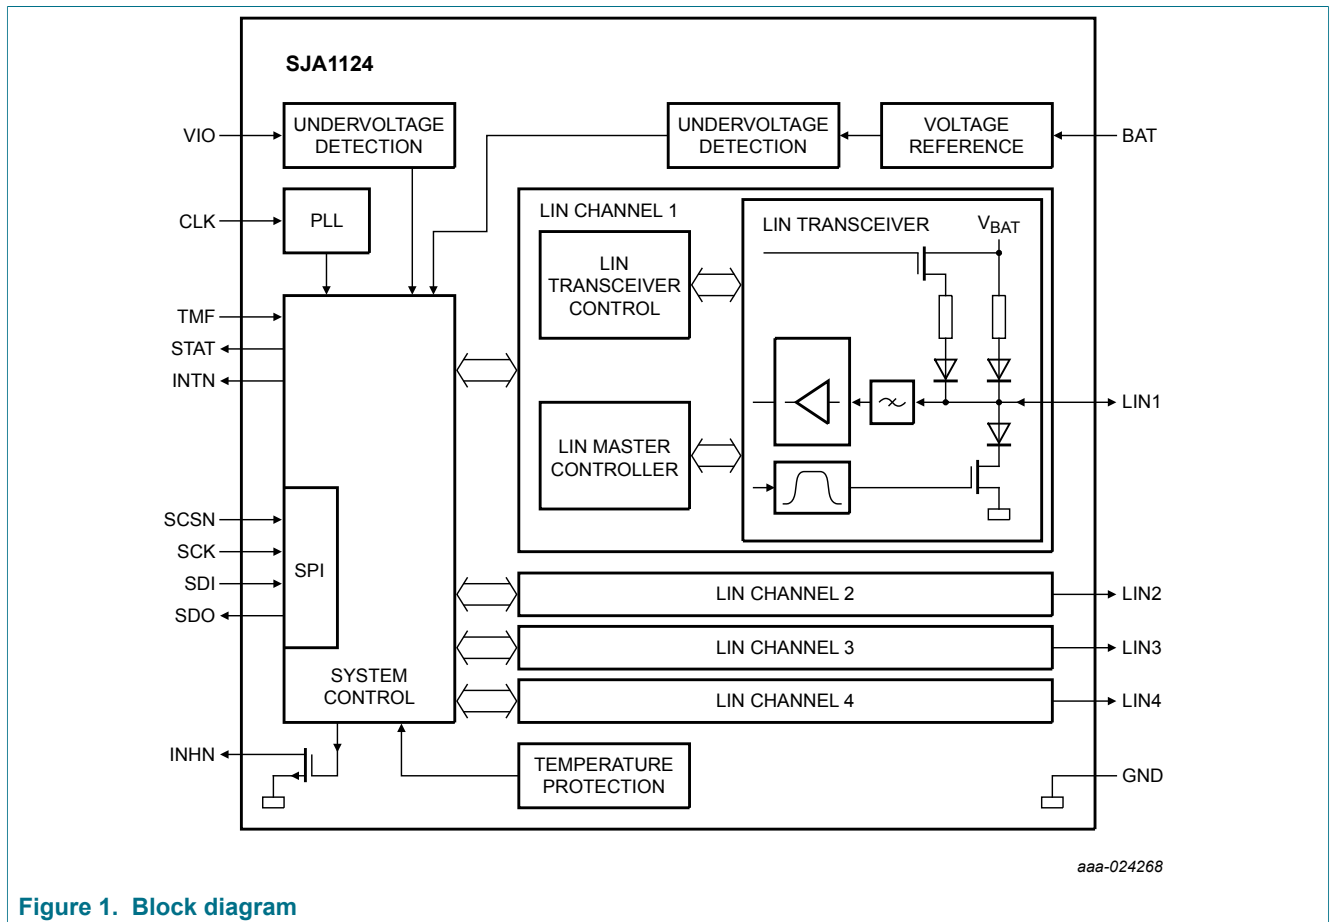 SJA1124
VIO
UNDERVOLTAGE
DETECTION
UNDERVOLTAGE
DETECTION
VOLTAGE
REFERENCE
BAT
CLK
PLL
LIN CHANNEL 1
LIN TRANSCEIVER
VBAT
LIN
TRANSCEIVER
CONTROL
TMF
STAT
INTN
LIN1
LIN MASTER
CONTROLLER
SCSN
SCK
SDI
SDO
SPI
SYSTEM
CONTROL
LIN CHANNEL 2
LIN2
LIN CHANNEL 3
LIN3
LIN CHANNEL 4
LIN4
INHN
TEMPERATURE
PROTECTION
GND
aaa-024268
Figure 1. Block diagram